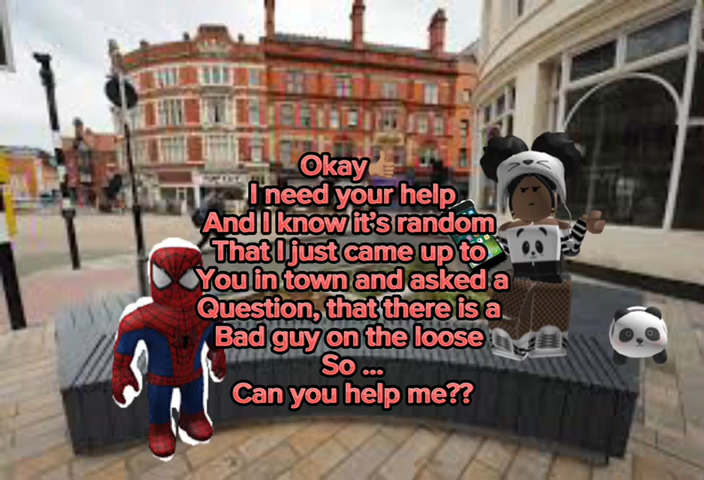 Okay👍🏽
I need your help
And I know it's random
That I just came up to
You in town and asked a
Question, that there is a
Bad guy on the loose
So ...
Can you help me??